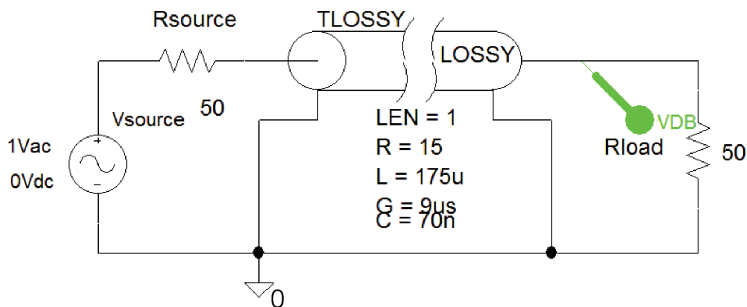 Rsource
50
TLOSSY
LOSSY
Vsource
1Vac
0Vdc
LEN = 1
R = 15
L = 175u
G = 9us
C = 70n
VDB
Rload
50
0